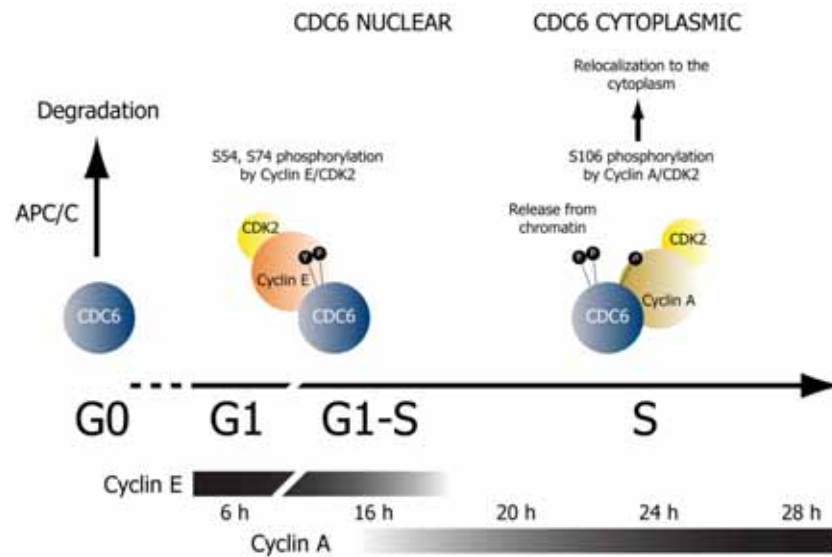 CDC6 NUCLEAR
CDC6 CYTOPLASMIC
Relocalization to the
cytoplasm
Degradation
S54, S74 phosphorylation
by Cyclin E/CDK2
S106 phosphorylation
by Cyclin A/CDK2
APC/C
Release from
chromatin
CDK2
Cyclin E
P P
CDC6
CDC6
P P
P
CDK2
Cyclin A
CDC6
G0
G1
G1-S
S
Cyclin E
6 h
16 h
20 h
24 h
28 h
Cyclin A